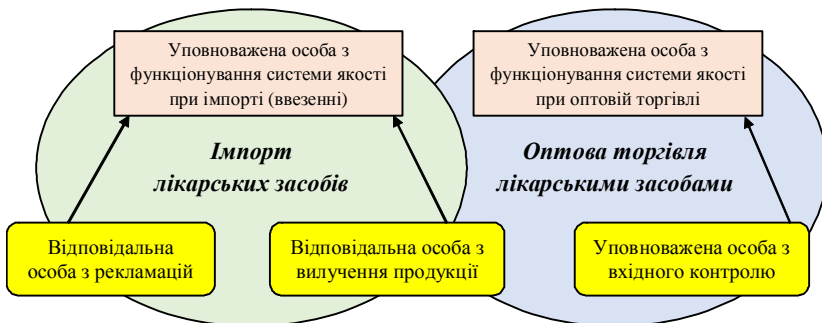 Уповноважена особа з
функціонування системи якості
при імпорті (ввезенні)
Уповноважена особа з
функціонування системи якості
при оптовій торгівлі
Імпорт
лікарських засобів
Оптова торгівля
лікарськими засобами
Відповідальна
особа з рекламацій
Відповідальна особа з
вилучення продукції
Уповноважена особа з
вхідного контролю